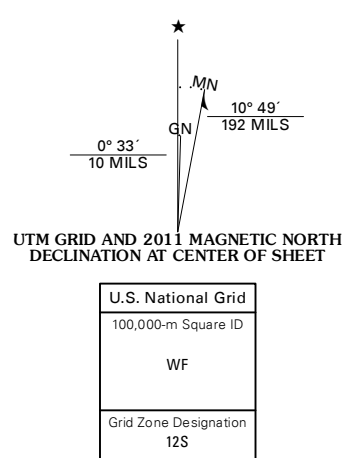 ★
MN
GN
10° 49´
192 MILS
0° 33´
10 MILS
UTM GRID AND 2011 MAGNETIC NORTH
DECLINATION AT CENTER OF SHEET
U.S. National Grid
100,000-m Square ID
WF
Grid Zone Designation
12S